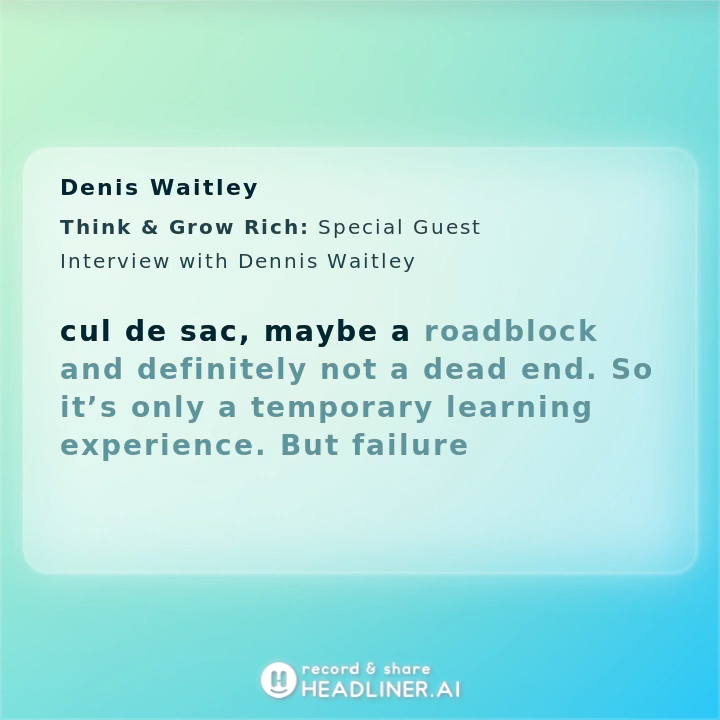 Denis Waitley
Think & Grow Rich: Special Guest
Interview with Dennis Waitley
cul de sac, maybe a roadblock
and definitely not a dead end. So
it’s only a temporary learning
experience. But failure
record & share
HEADLINER.AI